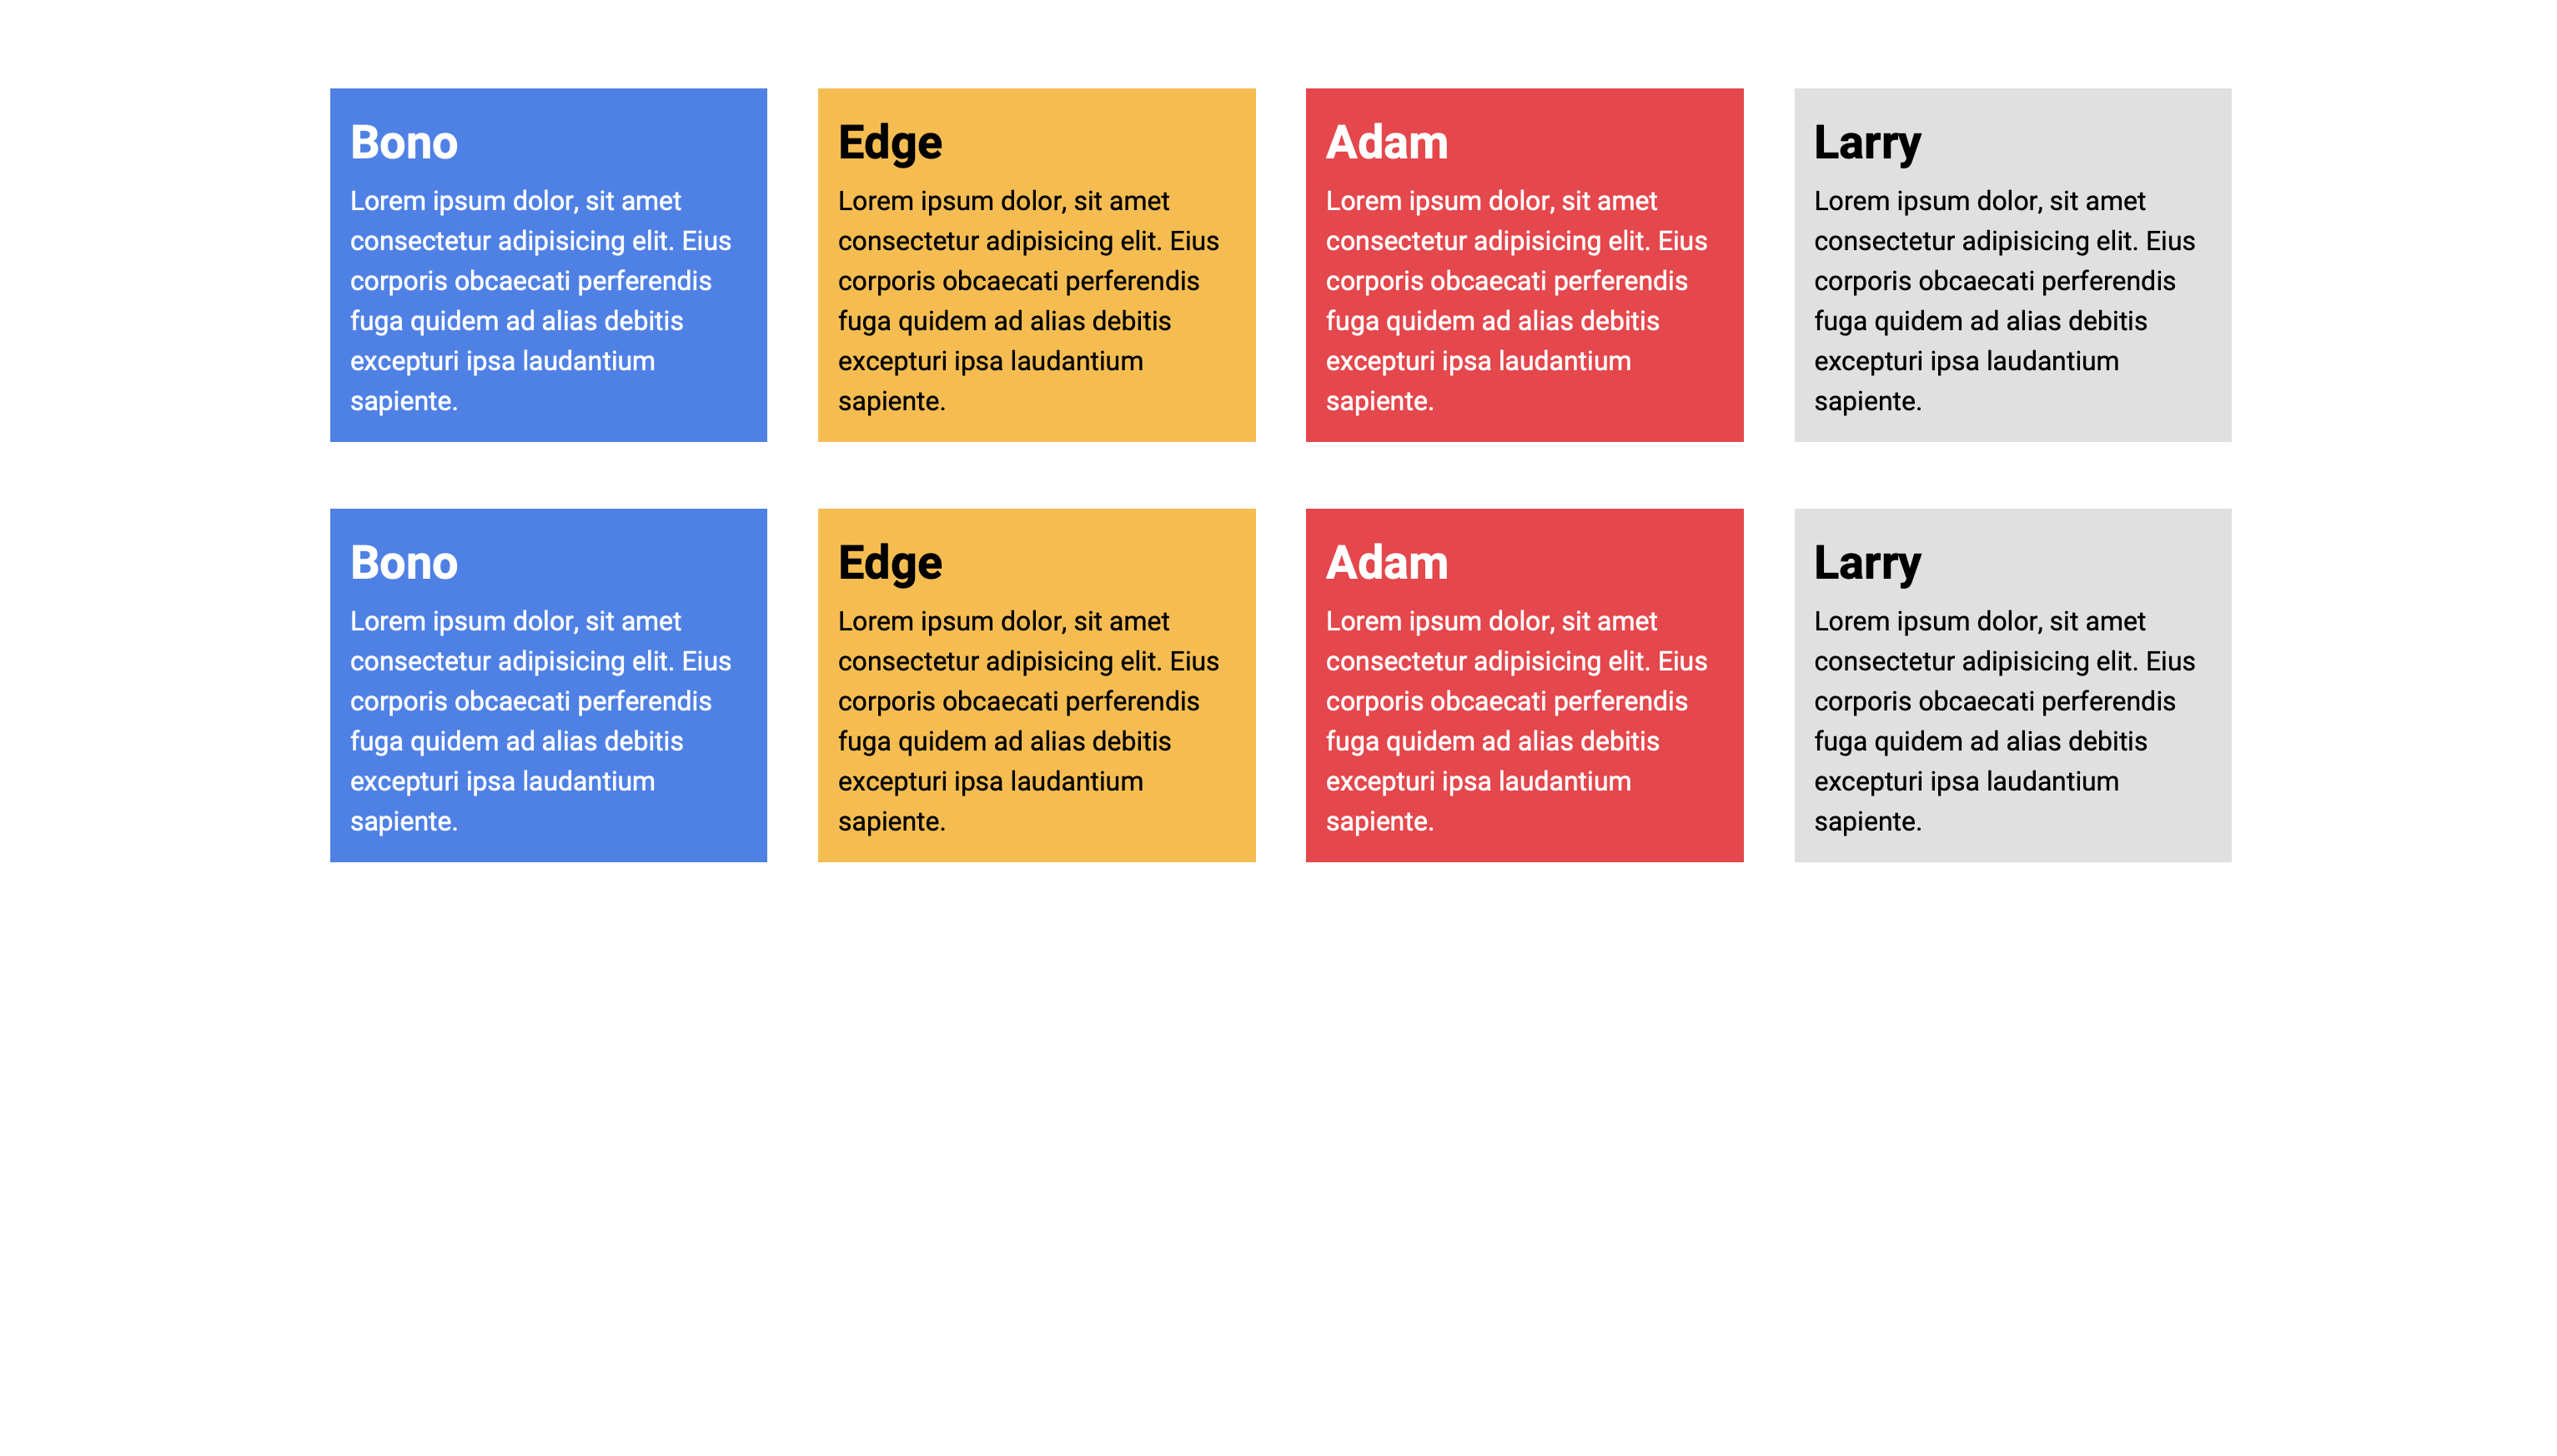 Bono
Lorem ipsum dolor, sit amet
consectetur adipisicing elit. Eius
corporis obcaecati perferendis
fuga quidem ad alias debitis
excepturi ipsa laudantium
sapiente.
Edge
Lorem ipsum dolor, sit amet
consectetur adipisicing elit. Eius
corporis obcaecati perferendis
fuga quidem ad alias debitis
excepturi ipsa laudantium
sapiente.
Adam
Lorem ipsum dolor, sit amet
consectetur adipisicing elit. Eius
corporis obcaecati perferendis
fuga quidem ad alias debitis
excepturi ipsa laudantium
sapiente.
Larry
Lorem ipsum dolor, sit amet
consectetur adipisicing elit. Eius
corporis obcaecati perferendis
fuga quidem ad alias debitis
excepturi ipsa laudantium
sapiente.
Bono
Lorem ipsum dolor, sit amet
consectetur adipisicing elit. Eius
corporis obcaecati perferendis
fuga quidem ad alias debitis
excepturi ipsa laudantium
sapiente.
Edge
Lorem ipsum dolor, sit amet
consectetur adipisicing elit. Eius
corporis obcaecati perferendis
fuga quidem ad alias debitis
excepturi ipsa laudantium
sapiente.
Adam
Lorem ipsum dolor, sit amet
consectetur adipisicing elit. Eius
corporis obcaecati perferendis
fuga quidem ad alias debitis
excepturi ipsa laudantium
sapiente.
Larry
Lorem ipsum dolor, sit amet
consectetur adipisicing elit. Eius
corporis obcaecati perferendis
fuga quidem ad alias debitis
excepturi ipsa laudantium
sapiente.